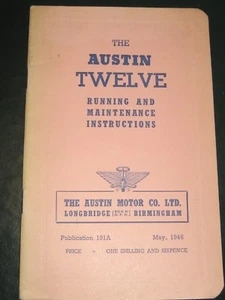 THE
AUSTIN
TWELVE
RUNNING AND
MAINTENANCE
INSTRUCTIONS
THE AUSTIN MOTOR CO. LTD.
LONGBRIDGE BIRMINGHAM
Publication 191A May, 1946
PRICE - ONE SHILLING AND SIXPENCE